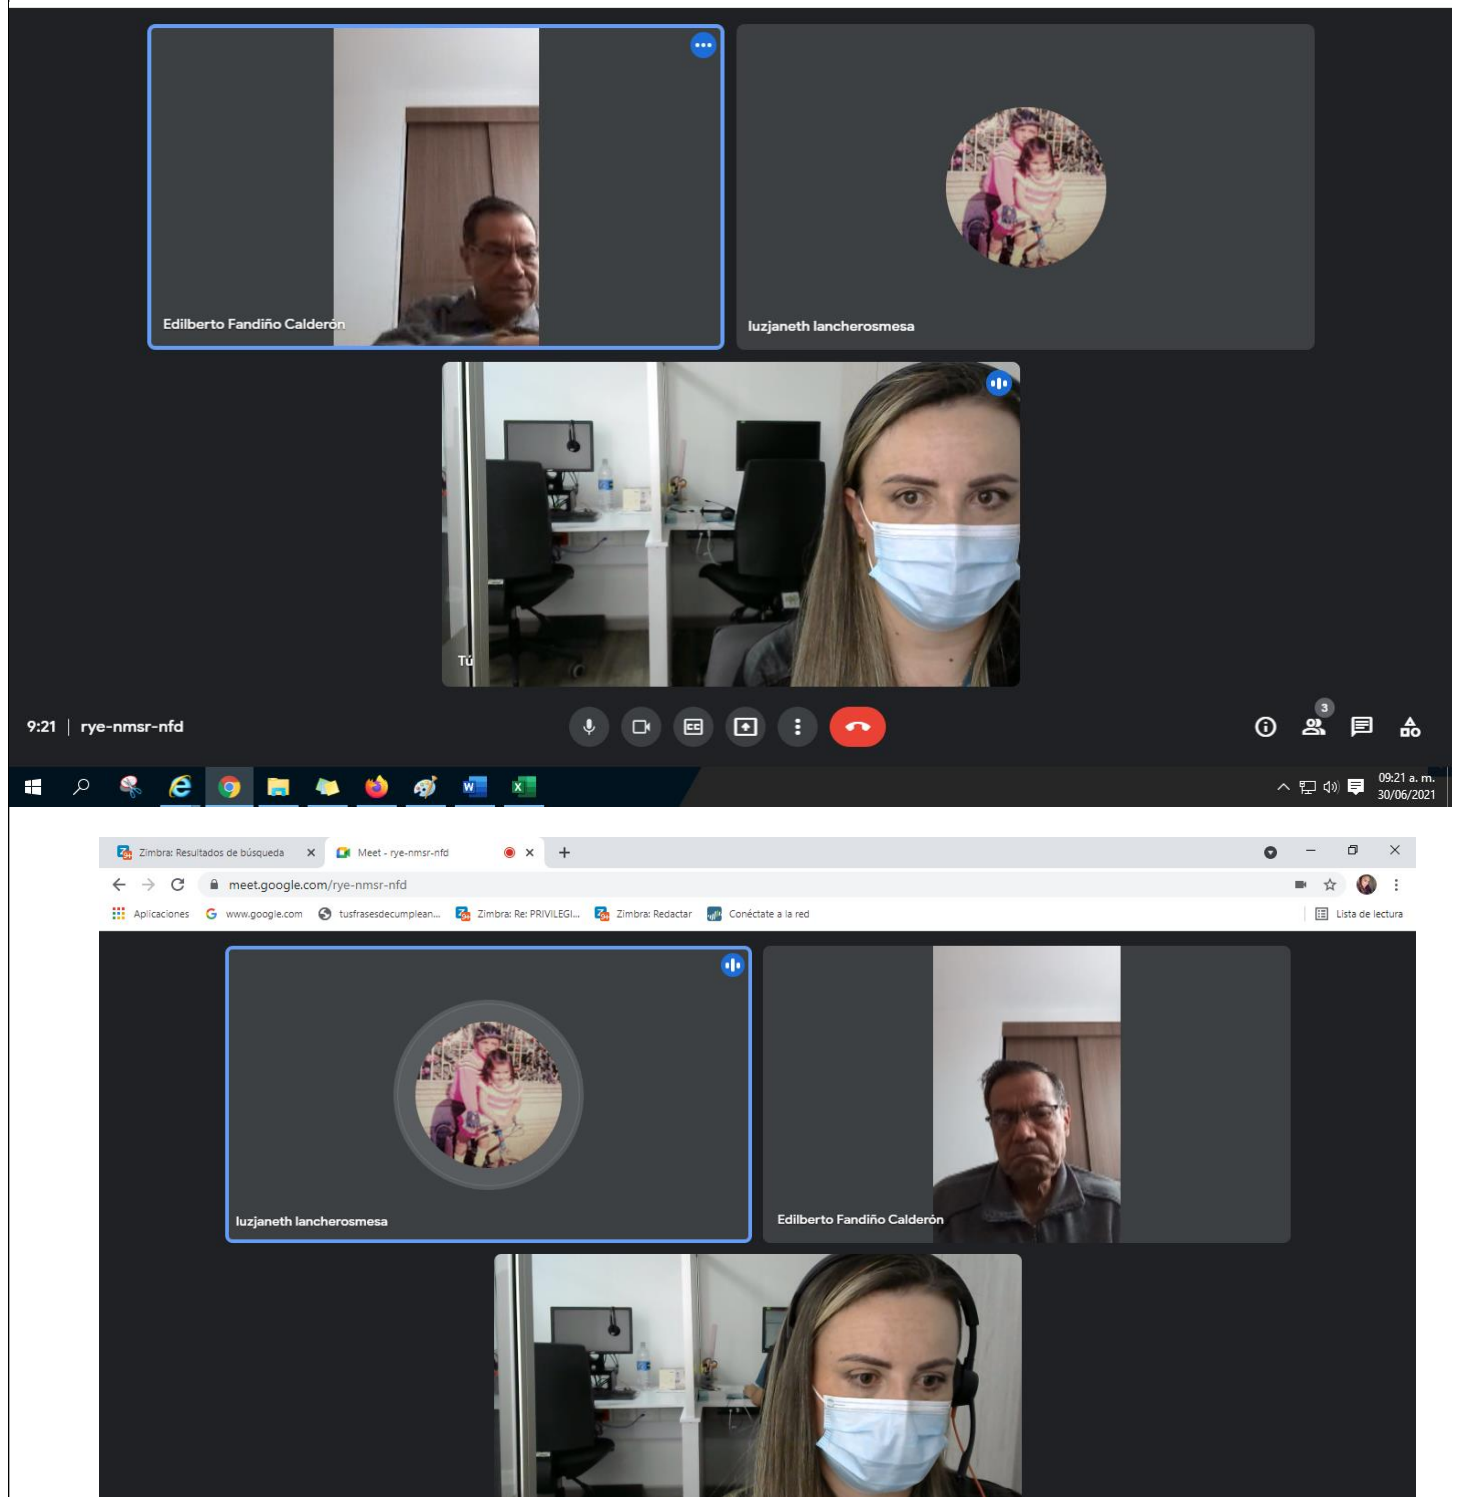 Edilberto Fandiño Calderón
luzjaneth lancherosmesa
Tú
9:21 | rye-nmsr-nfd
3
09:21 a. m.
30/06/2021
Zimbra: Resultados de búsqueda
Meet - rye-nmsr-nfd
meet.google.com/rye-nmsr-nfd
Aplicaciones
www.google.com
tusfrasesdecumplean...
Zimbra: Re: PRIVILEGI...
Zimbra: Redactar
Conéctate a la red
Lista de lectura
luzjaneth lancherosmesa
Edilberto Fandiño Calderón